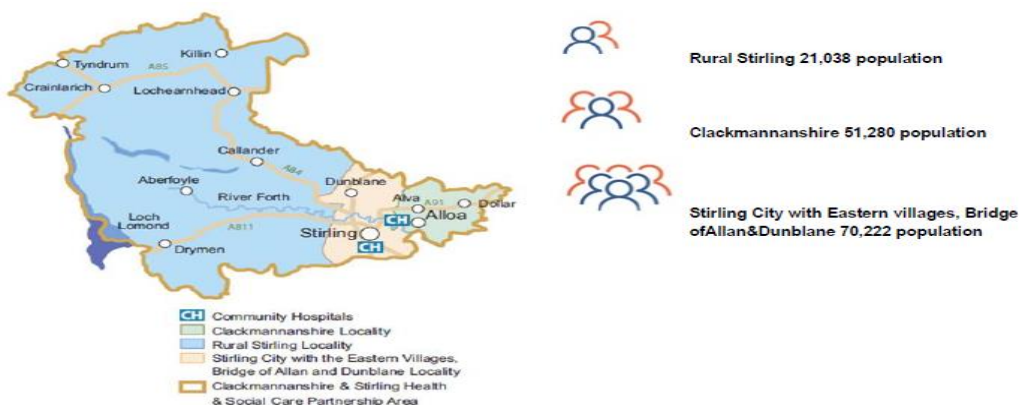 Killin
Tyndrum
A85
Crainlarich
Lochearnhead
Callander
A84
Aberfoyle
Dunblane
River Forth
Alva
A91
Dollar
CH
Alloa
Loch
Lomond
A811
Stirling
CH
Drymen
CH Community Hospitals
Clackmannanshire Locality
Rural Stirling Locality
Stirling City with the Eastern Villages,
Bridge of Allan and Dunblane Locality
Clackmannanshire & Stirling Health
& Social Care Partnership Area
Rural Stirling 21,038 population
Clackmannanshire 51,280 population
Stirling City with Eastern villages, Bridge
ofAllan&Dunblane 70,222 population